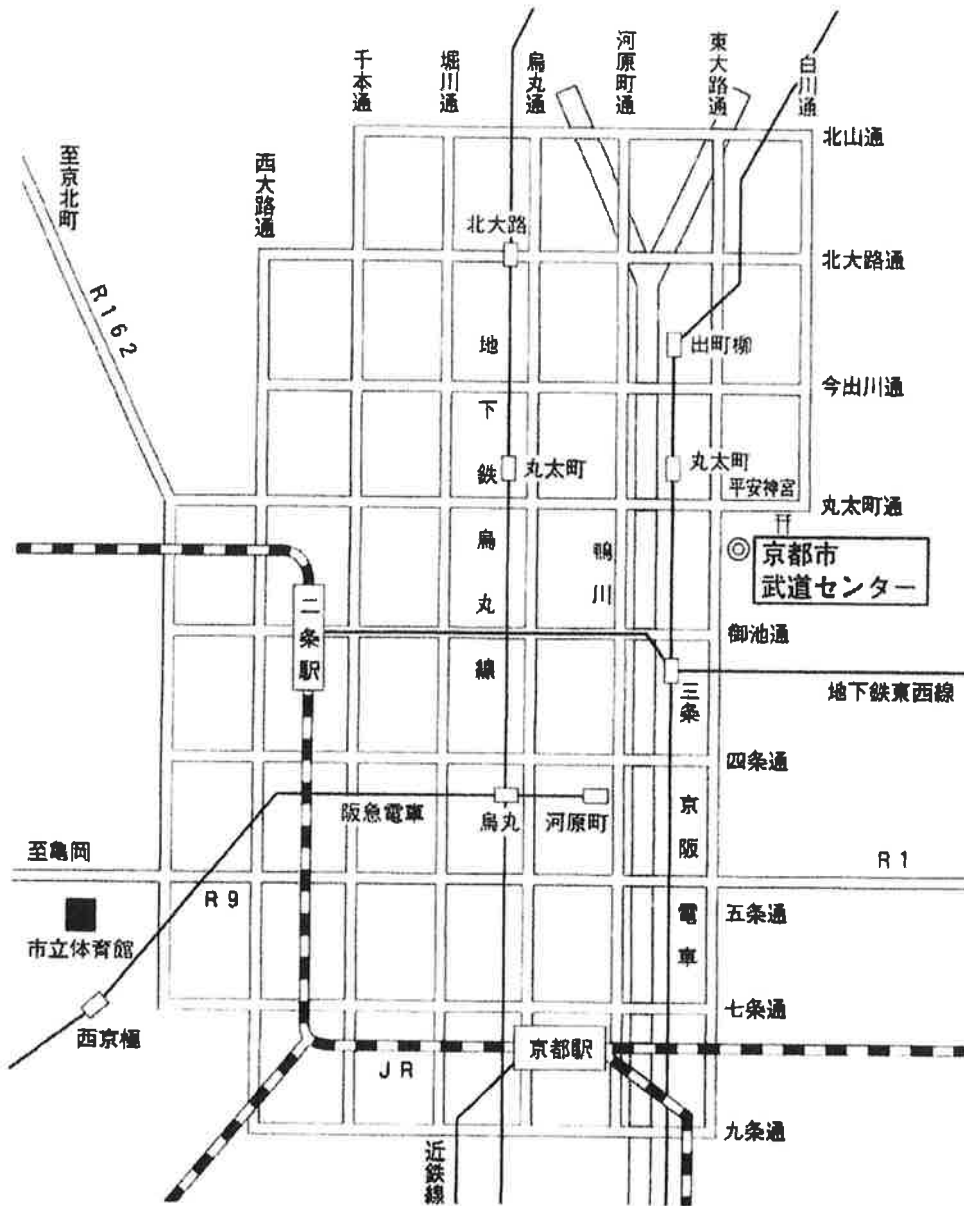 千本通
堀川通
烏丸通
河原町通
東大路通
白川通
北山通
至京北町
西大路通
北大路
北大路通
R162
出町柳
今出川通
地下鉄烏丸線
丸太町
丸太町
平安神宮
丸太町通
鴨川
京都市
武道センター
二条駅
御池通
三条
地下鉄東西線
四条通
阪急電車
烏丸
河原町
京阪電車
至亀岡
R1
R9
五条通
市立体育館
七条通
西京極
京都駅
JR
九条通
近鉄線